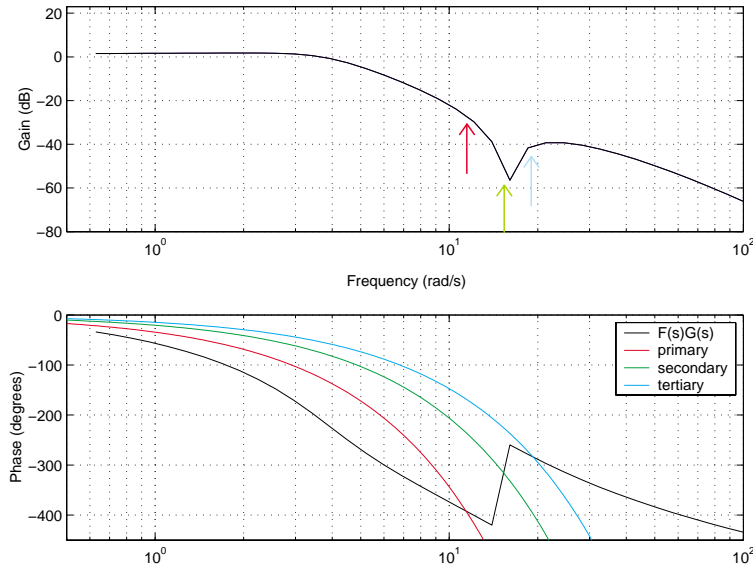 20
0
−20
−40
−60
−80
Gain (dB)
10^0
10^1
10^2
Frequency (rad/s)
0
−100
−200
−300
−400
Phase (degrees)
F(s)G(s)
primary
secondary
tertiary
10^0
10^1
10^2